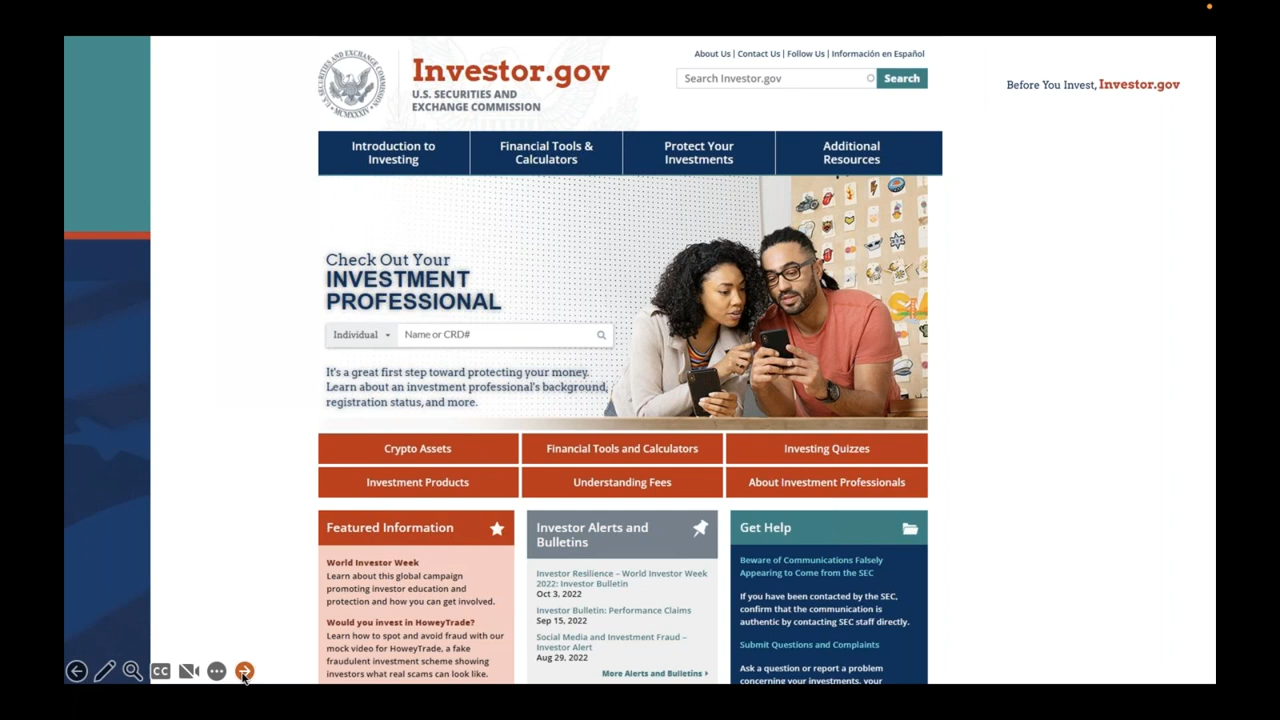 About Us | Contact Us | Follow Us | Información en Español
Investor.gov
U.S. SECURITIES AND
EXCHANGE COMMISSION
Search Investor.gov
Search
Before You Invest, Investor.gov
Introduction to
Investing
Financial Tools &
Calculators
Protect Your
Investments
Additional
Resources
Check Out Your
INVESTMENT
PROFESSIONAL
Individual
Name or CRD#
It's a great first step toward protecting your money.
Learn about an investment professional's background,
registration status, and more.
Crypto Assets
Financial Tools and Calculators
Investing Quizzes
Investment Products
Understanding Fees
About Investment Professionals
Featured Information
World Investor Week
Learn about this global campaign
promoting investor education and
protection and how you can get involved.
Would you invest in HoweyTrade?
Learn how to spot and avoid fraud with our
mock video for HoweyTrade, a fake
fraudulent investment scheme showing
investors what real scams can look like.
Investor Alerts and
Bulletins
Investor Resilience – World Investor Week
2022: Investor Bulletin
Oct 3, 2022
Investor Bulletin: Performance Claims
Sep 15, 2022
Social Media and Investment Fraud –
Investor Alert
Aug 29, 2022
More Alerts and Bulletins
Get Help
Beware of Communications Falsely
Appearing to Come from the SEC
If you have been contacted by the SEC,
confirm that the communication is
authentic by contacting SEC staff directly.
Submit Questions and Complaints
Ask a question or report a problem
concerning your investments, your
CC